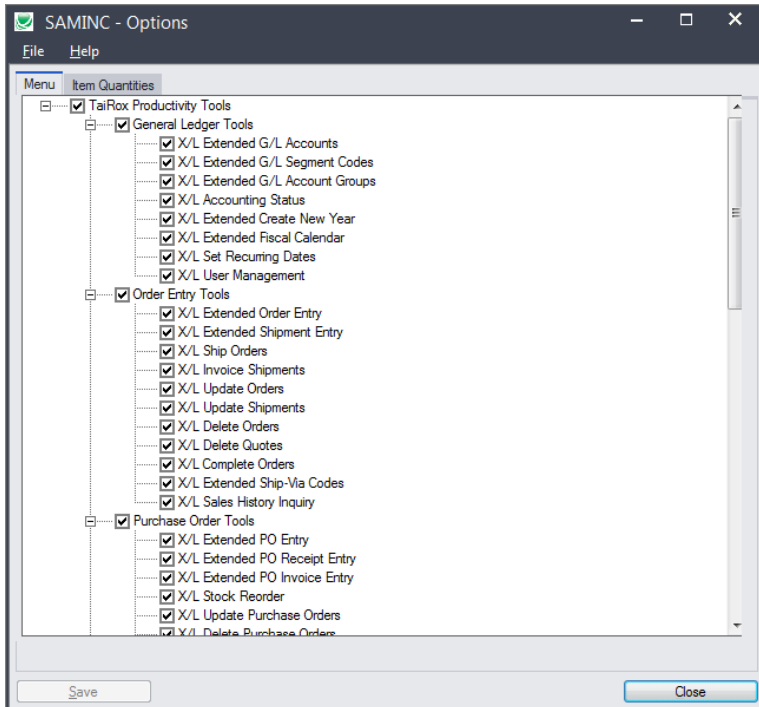 SAMINC - Options
File Help
Menu Item Quantities
TaiRox Productivity Tools
General Ledger Tools
X/L Extended G/L Accounts
X/L Extended G/L Segment Codes
X/L Extended G/L Account Groups
X/L Accounting Status
X/L Extended Create New Year
X/L Extended Fiscal Calendar
X/L Set Recurring Dates
X/L User Management
Order Entry Tools
X/L Extended Order Entry
X/L Extended Shipment Entry
X/L Ship Orders
X/L Invoice Shipments
X/L Update Orders
X/L Update Shipments
X/L Delete Orders
X/L Delete Quotes
X/L Complete Orders
X/L Extended Ship-Via Codes
X/L Sales History Inquiry
Purchase Order Tools
X/L Extended PO Entry
X/L Extended PO Receipt Entry
X/L Extended PO Invoice Entry
X/L Stock Reorder
X/L Update Purchase Orders
X/L Delete Purchase Orders
Save Close